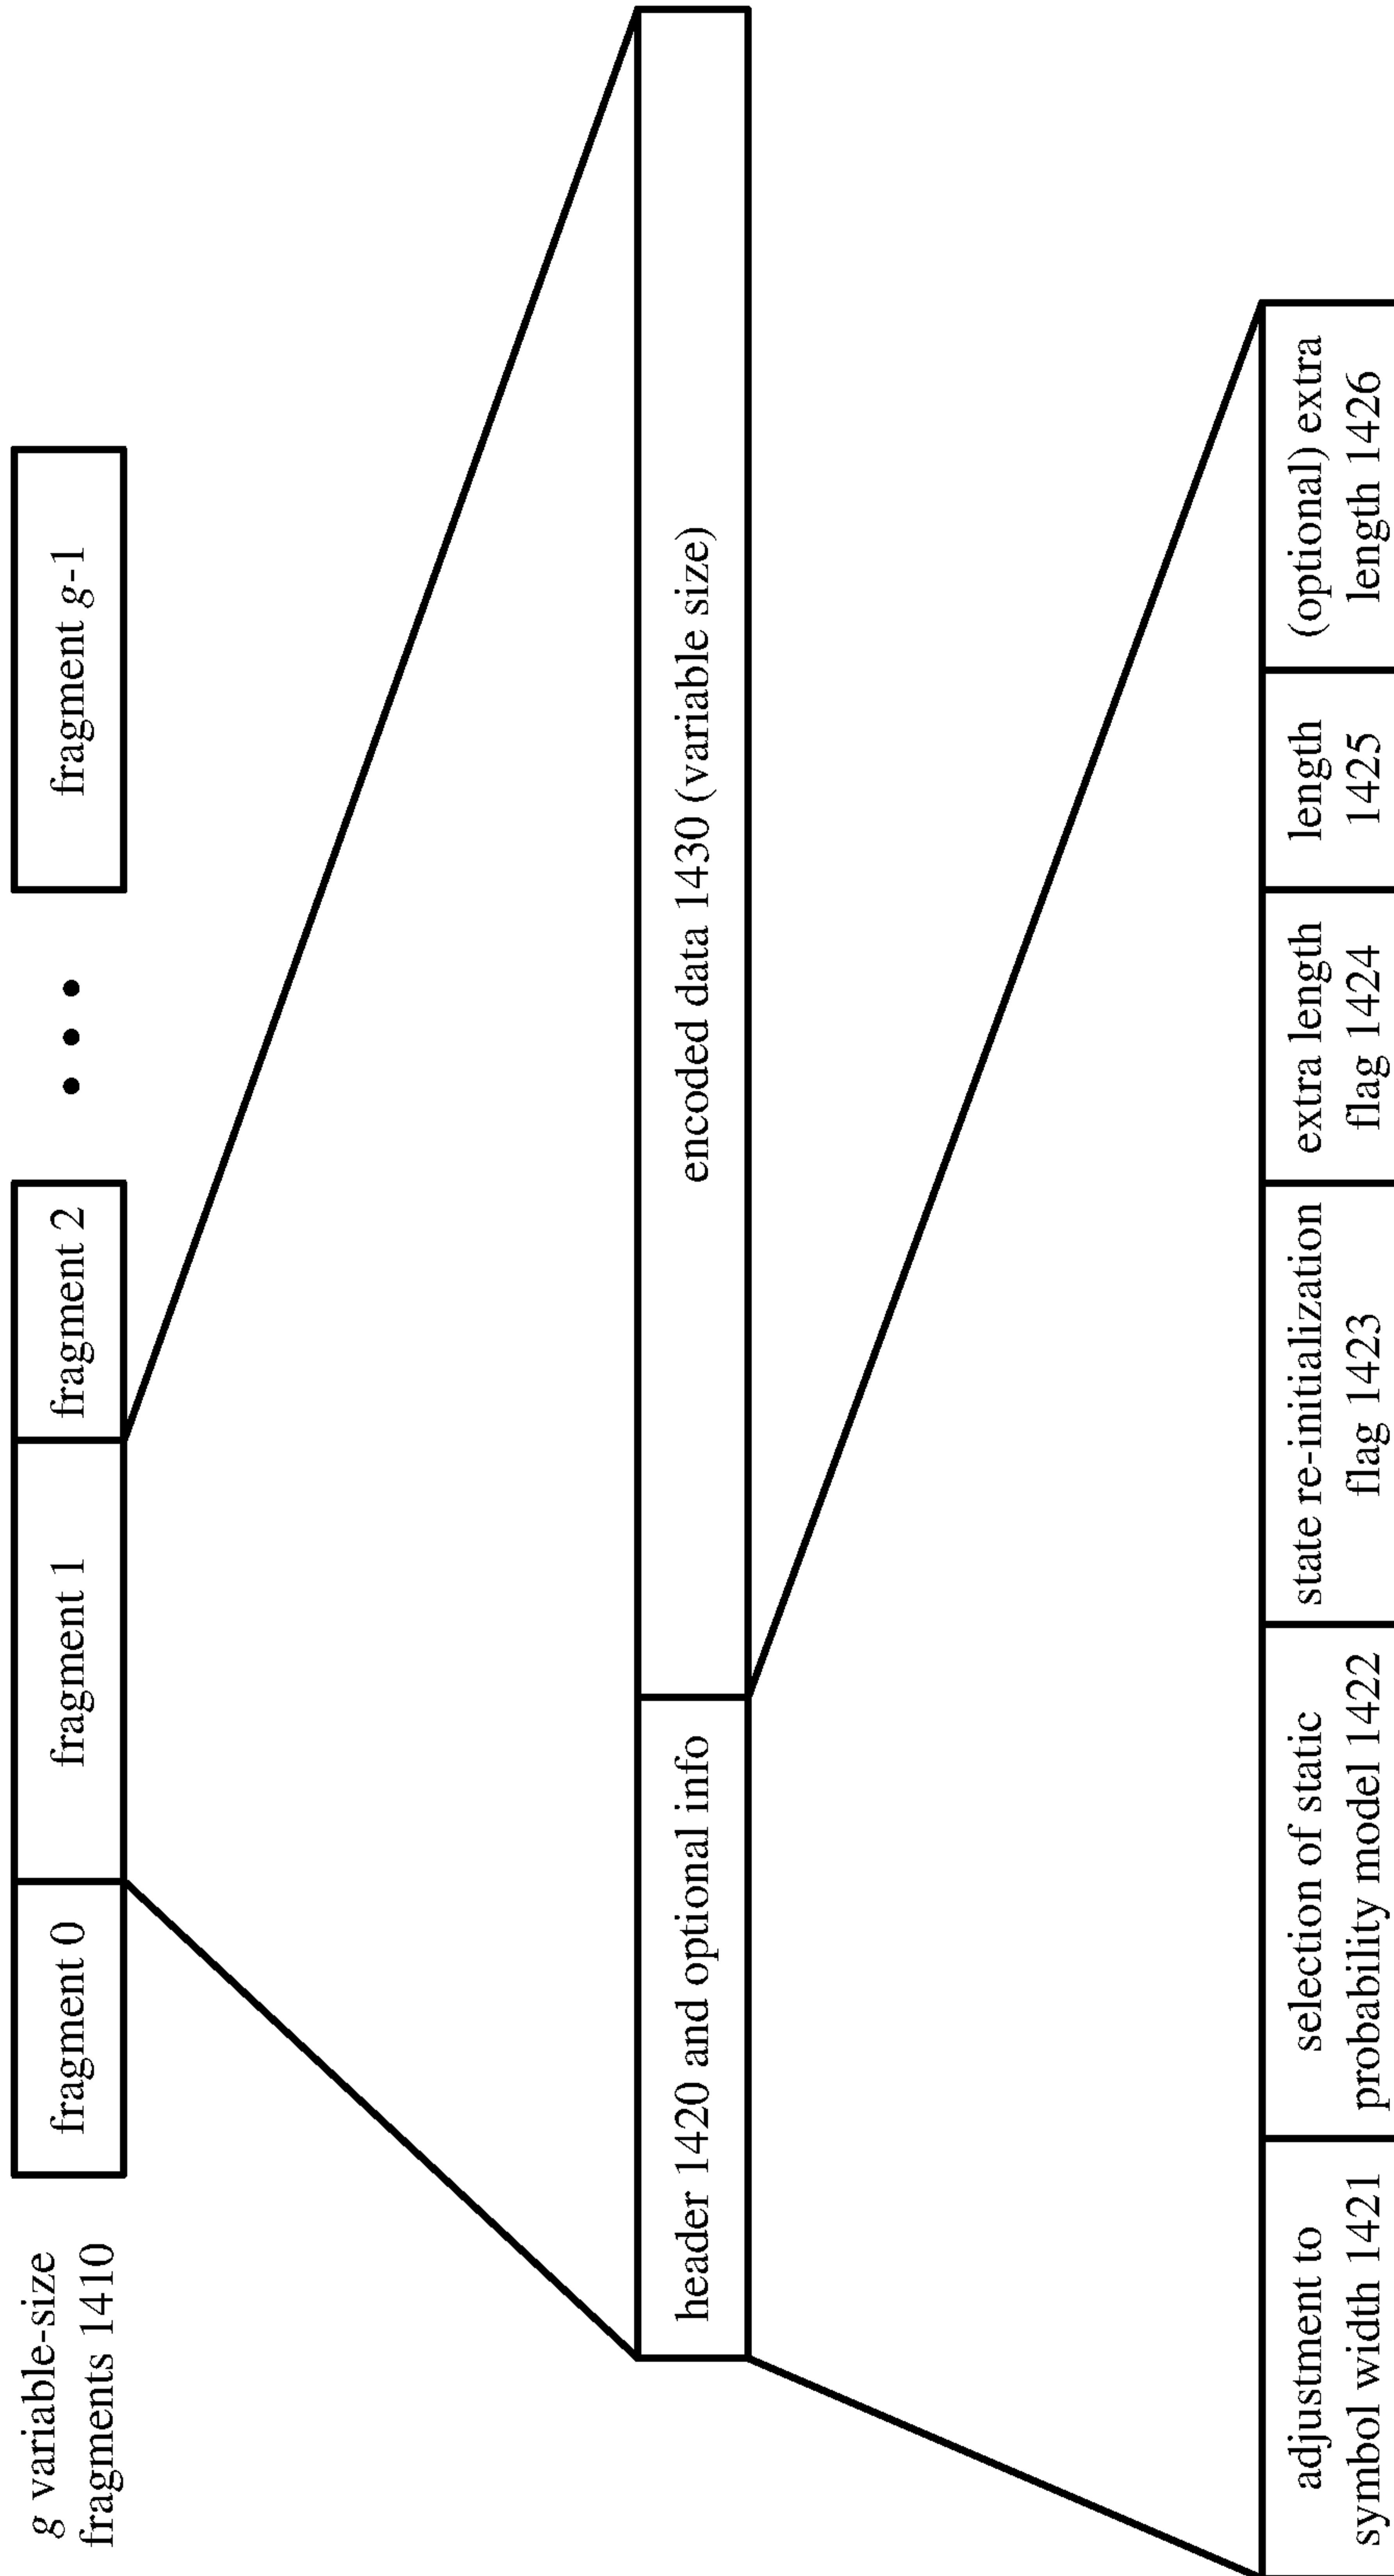 g variable-size
fragments 1410
fragment 0
fragment 1
fragment 2
• • •
fragment g-1
header 1420 and optional info
encoded data 1430 (variable size)
adjustment to
symbol width 1421
selection of static
probability model 1422
state re-initialization
flag 1423
extra length
flag 1424
length
1425
(optional) extra
length 1426